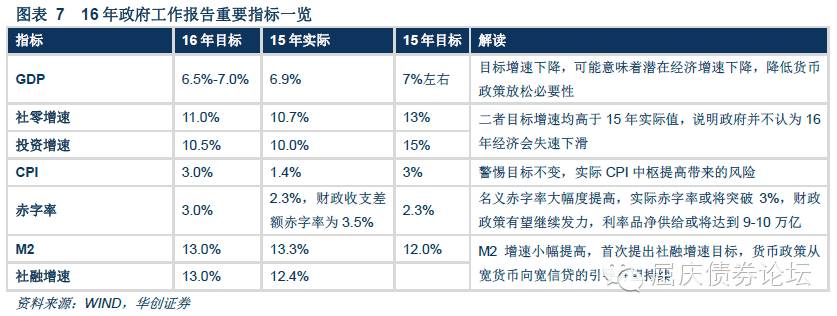 图表 7 16 年政府工作报告重要指标一览
指标 16 年目标 15 年实际 15 年目标 解读
GDP 6.5%-7.0% 6.9% 7%左右 目标增速下降，可能意味着潜在经济增速下降，降低货币
政策放松必要性
社零增速 11.0% 10.7% 13% 二者目标增速均高于 15 年实际值，说明政府并不认为 16
投资增速 10.5% 10.0% 15% 年经济会失速下滑
CPI 3.0% 1.4% 3% 警惕目标不变，实际 CPI 中枢提高带来的风险
赤字率 3.0% 2.3%，财政收支差 2.3% 名义赤字率大幅度提高，实际赤字率或将突破 3%，财政
额赤字率为 3.5% 政策有望继续发力，利率品净供给或将达到 9-10 万亿
M2 13.0% 13.3% 12.0% M2 增速小幅提高，首次提出社融增速目标，货币政策从
社融增速 13.0% 12.4% 宽货币向宽信贷的引 持续
屈庆债券论坛
资料来源：WIND，华创证券